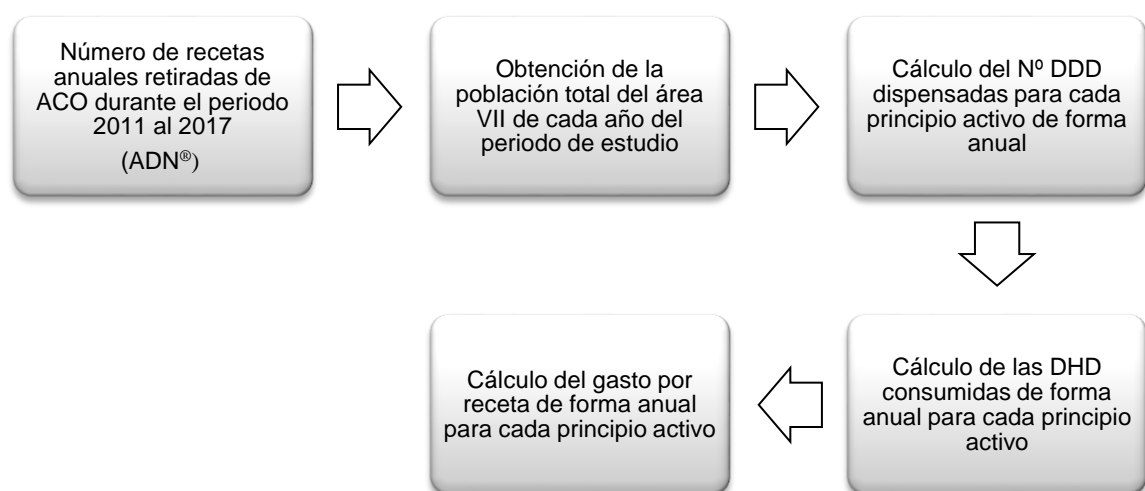 Número de recetas
anuales retiradas de
ACO durante el periodo
2011 al 2017
(ADN®)
Obtención de la
población total del área
VII de cada año del
periodo de estudio
Cálculo del Nº DDD
dispensadas para cada
principio activo de forma
anual
Cálculo de las DHD
consumidas de forma
anual para cada principio
activo
Cálculo del gasto por
receta de forma anual
para cada principio activo